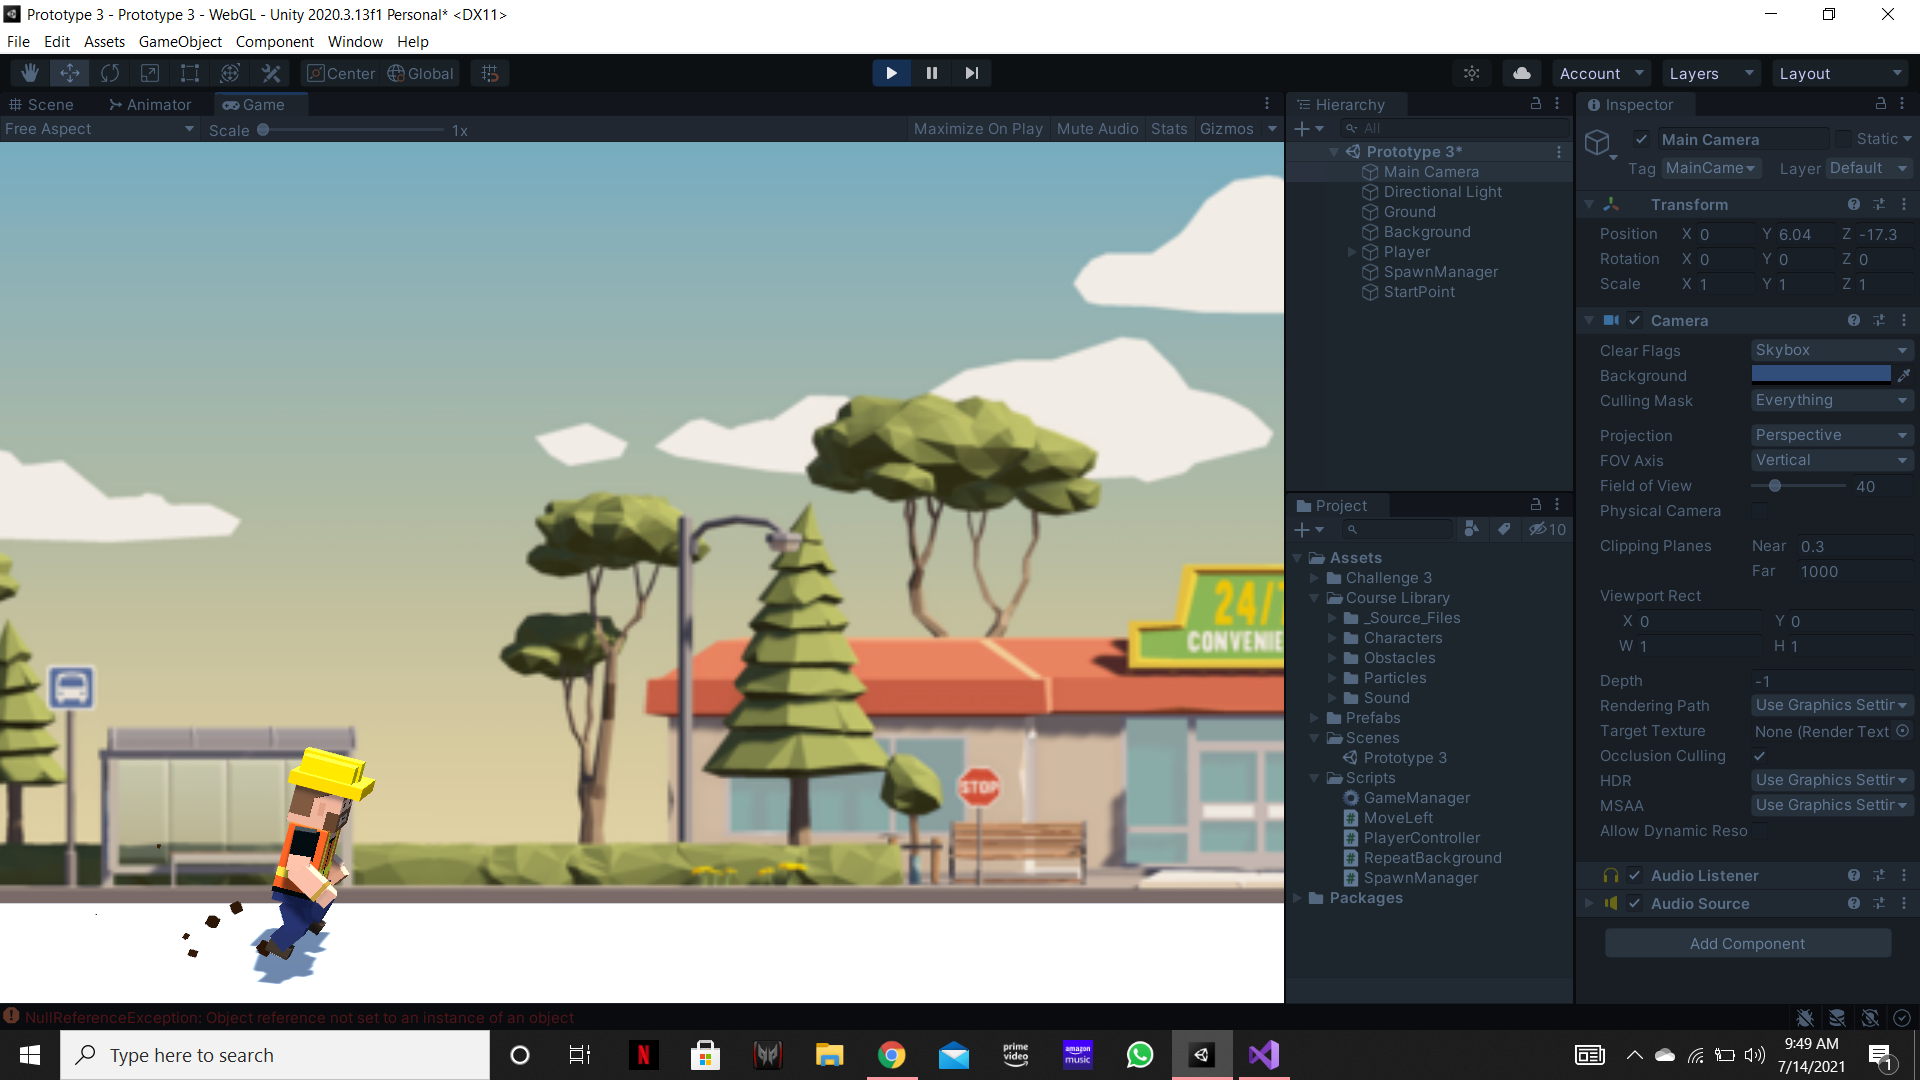 Prototype 3 - Prototype 3 - WebGL - Unity 2020.3.13f1 Personal* <DX11>
File Edit Assets GameObject Component Window Help
Center Global
Account Layers Layout
Scene Animator Game
Free Aspect Scale 1x Maximize On Play Mute Audio Stats Gizmos
24/7
CONVENIE
STOP
Hierarchy
All
Prototype 3*
Main Camera
Directional Light
Ground
Background
Player
SpawnManager
StartPoint
Project
10
Assets
Challenge 3
Course Library
_Source_Files
Characters
Obstacles
Particles
Sound
Prefabs
Scenes
Prototype 3
Scripts
GameManager
MoveLeft
PlayerController
RepeatBackground
SpawnManager
Packages
Inspector
Main Camera Static
Tag MainCame Layer Default
Transform
Position X 0 Y 6.04 Z -17.3
Rotation X 0 Y 0 Z 0
Scale X 1 Y 1 Z 1
Camera
Clear Flags Skybox
Background
Culling Mask Everything
Projection Perspective
FOV Axis Vertical
Field of View 40
Physical Camera
Clipping Planes Near 0.3
Far 1000
Viewport Rect
X 0 Y 0
W 1 H 1
Depth -1
Rendering Path Use Graphics Settir
Target Texture None (Render Text
Occlusion Culling
HDR Use Graphics Settir
MSAA Use Graphics Settir
Allow Dynamic Reso
Audio Listener
Audio Source
Add Component
NullReferenceException: Object reference not set to an instance of an object
Type here to search
N
prime video
amazon music
9:49 AM
7/14/2021
1